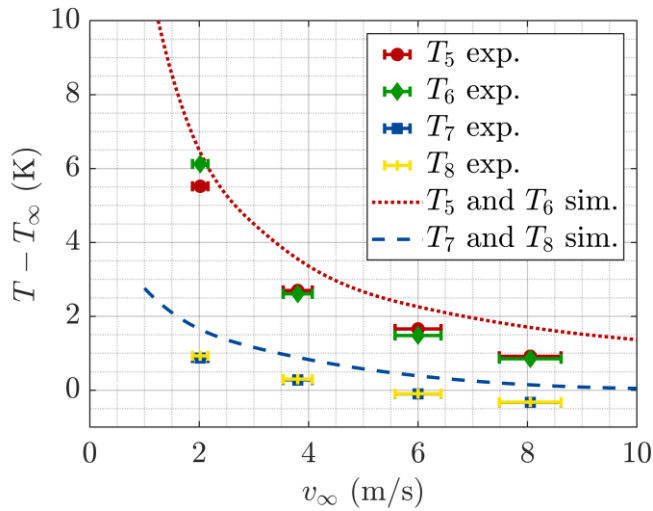 10
8
6
4
2
0
0 2 4 6 8 10
T − T∞ (K)
v∞ (m/s)
T5 exp.
T6 exp.
T7 exp.
T8 exp.
T5 and T6 sim.
T7 and T8 sim.